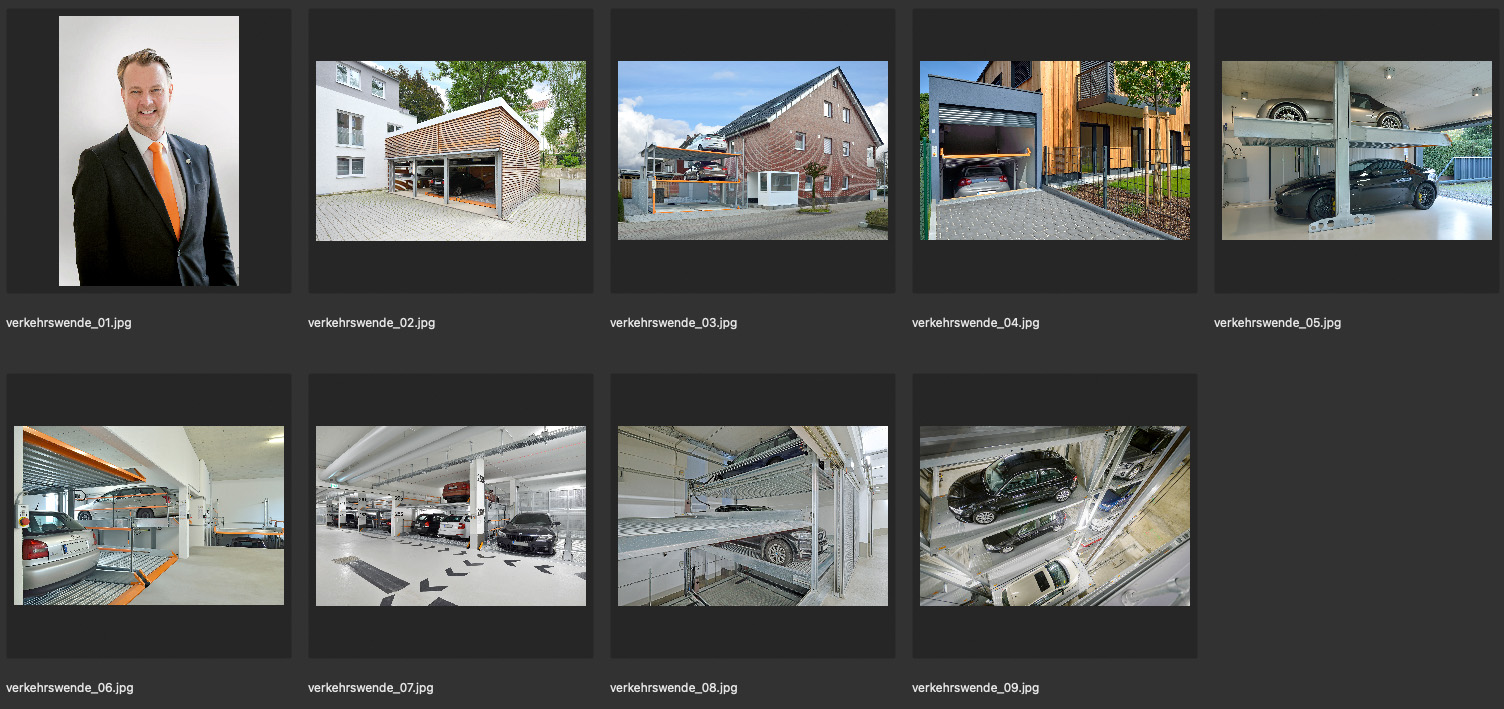 verkehrswende_01.jpg
verkehrswende_02.jpg
verkehrswende_03.jpg
verkehrswende_04.jpg
verkehrswende_05.jpg
verkehrswende_06.jpg
verkehrswende_07.jpg
verkehrswende_08.jpg
verkehrswende_09.jpg